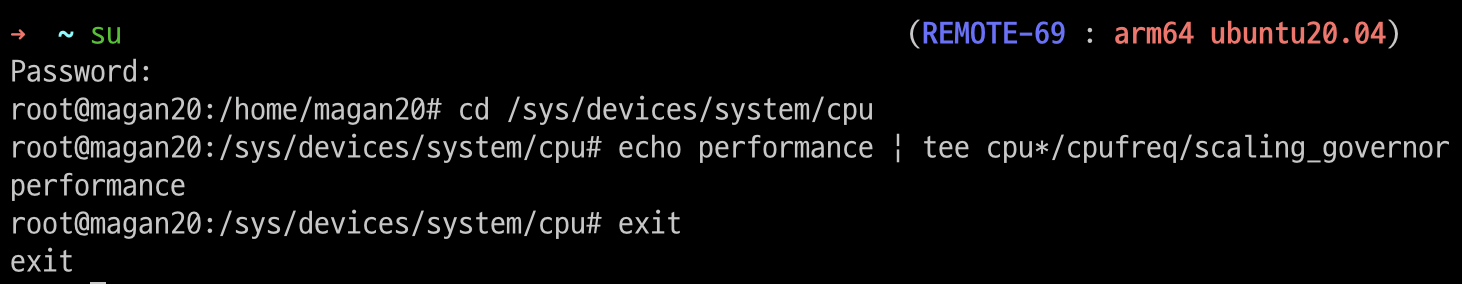 → ~ su (REMOTE-69 : arm64 ubuntu20.04)
Password:
root@magan20:/home/magan20# cd /sys/devices/system/cpu
root@magan20:/sys/devices/system/cpu# echo performance | tee cpu*/cpufreq/scaling_governor
performance
root@magan20:/sys/devices/system/cpu# exit
exit